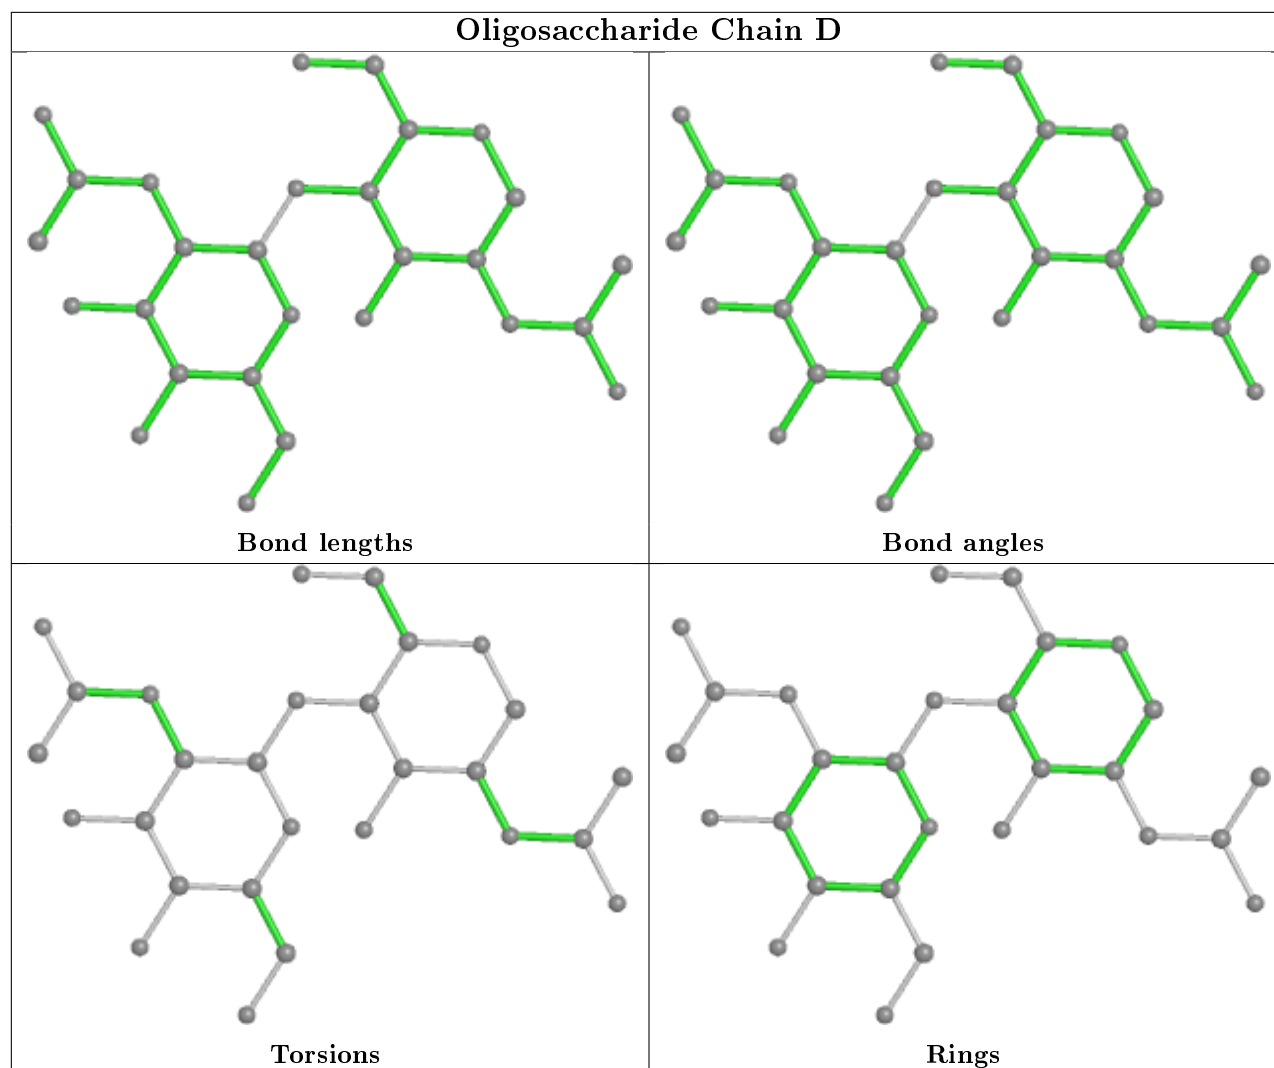 Oligosaccharide Chain D
Bond lengths
Bond angles
Torsions
Rings